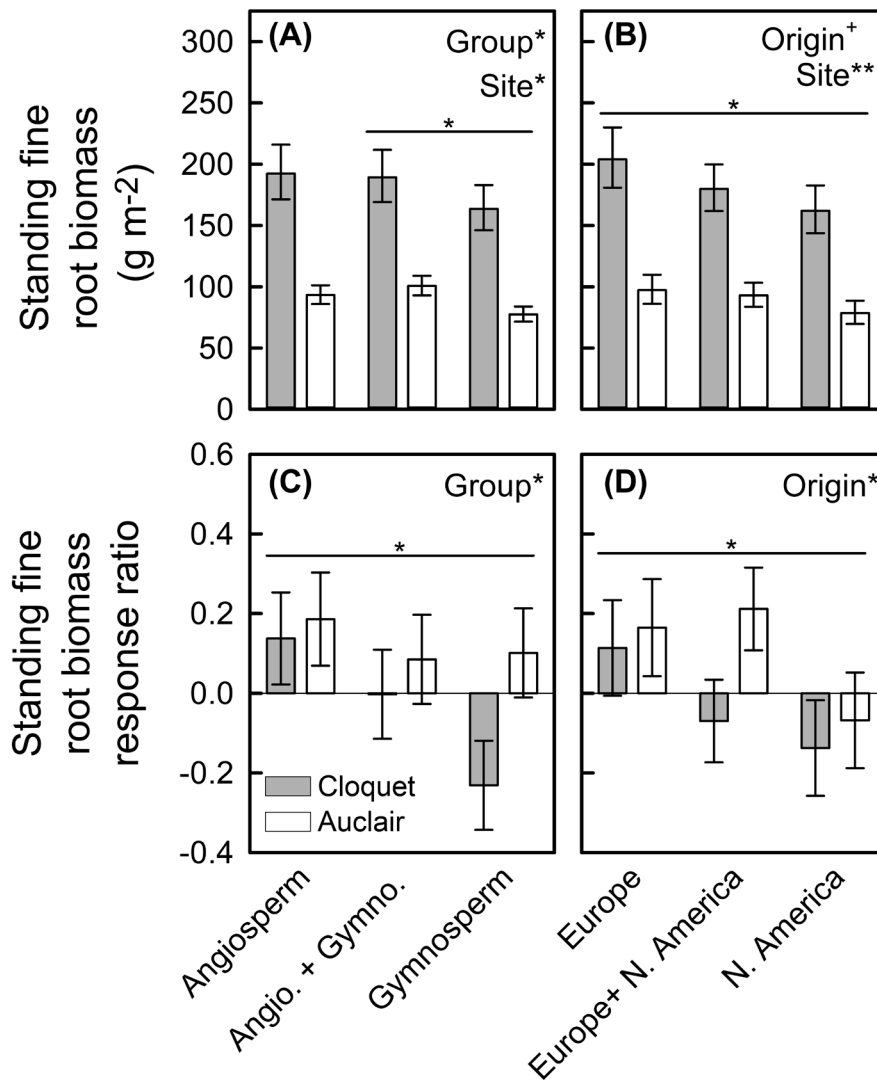 Standing fine
root biomass
(g m-2)
300
250
200
150
100
50
0
(A)
Group*
Site*
*
(B)
Origin+
Site**
*
Standing fine
root biomass
response ratio
0.6
0.4
0.2
0.0
-0.2
-0.4
(C)
Group*
*
Cloquet
Auclair
(D)
Origin*
*
Angiosperm
Angio. + Gymno.
Gymnosperm
Europe
Europe+ N. America
N. America